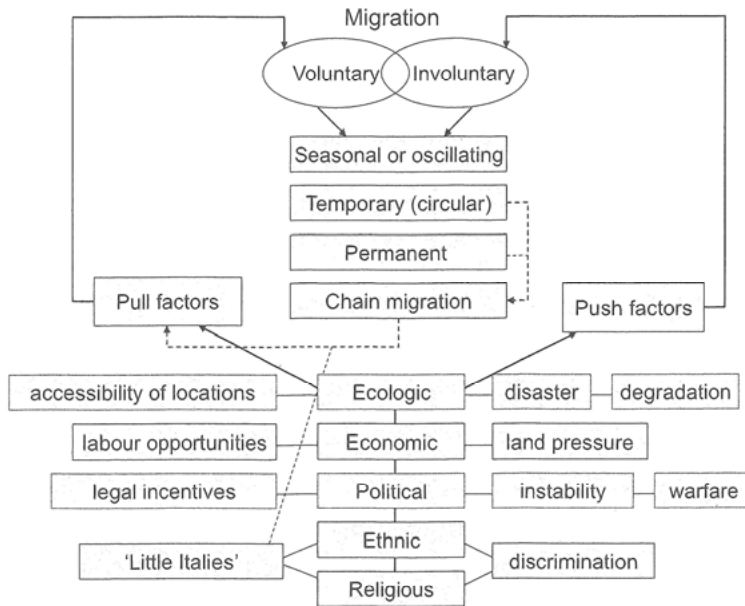 Migration
Voluntary Involuntary
Seasonal or oscillating
Temporary (circular)
Permanent
Pull factors Chain migration Push factors
accessibility of locations Ecologic disaster degradation
labour opportunities Economic land pressure
legal incentives Political instability warfare
Ethnic
'Little Italies' discrimination
Religious